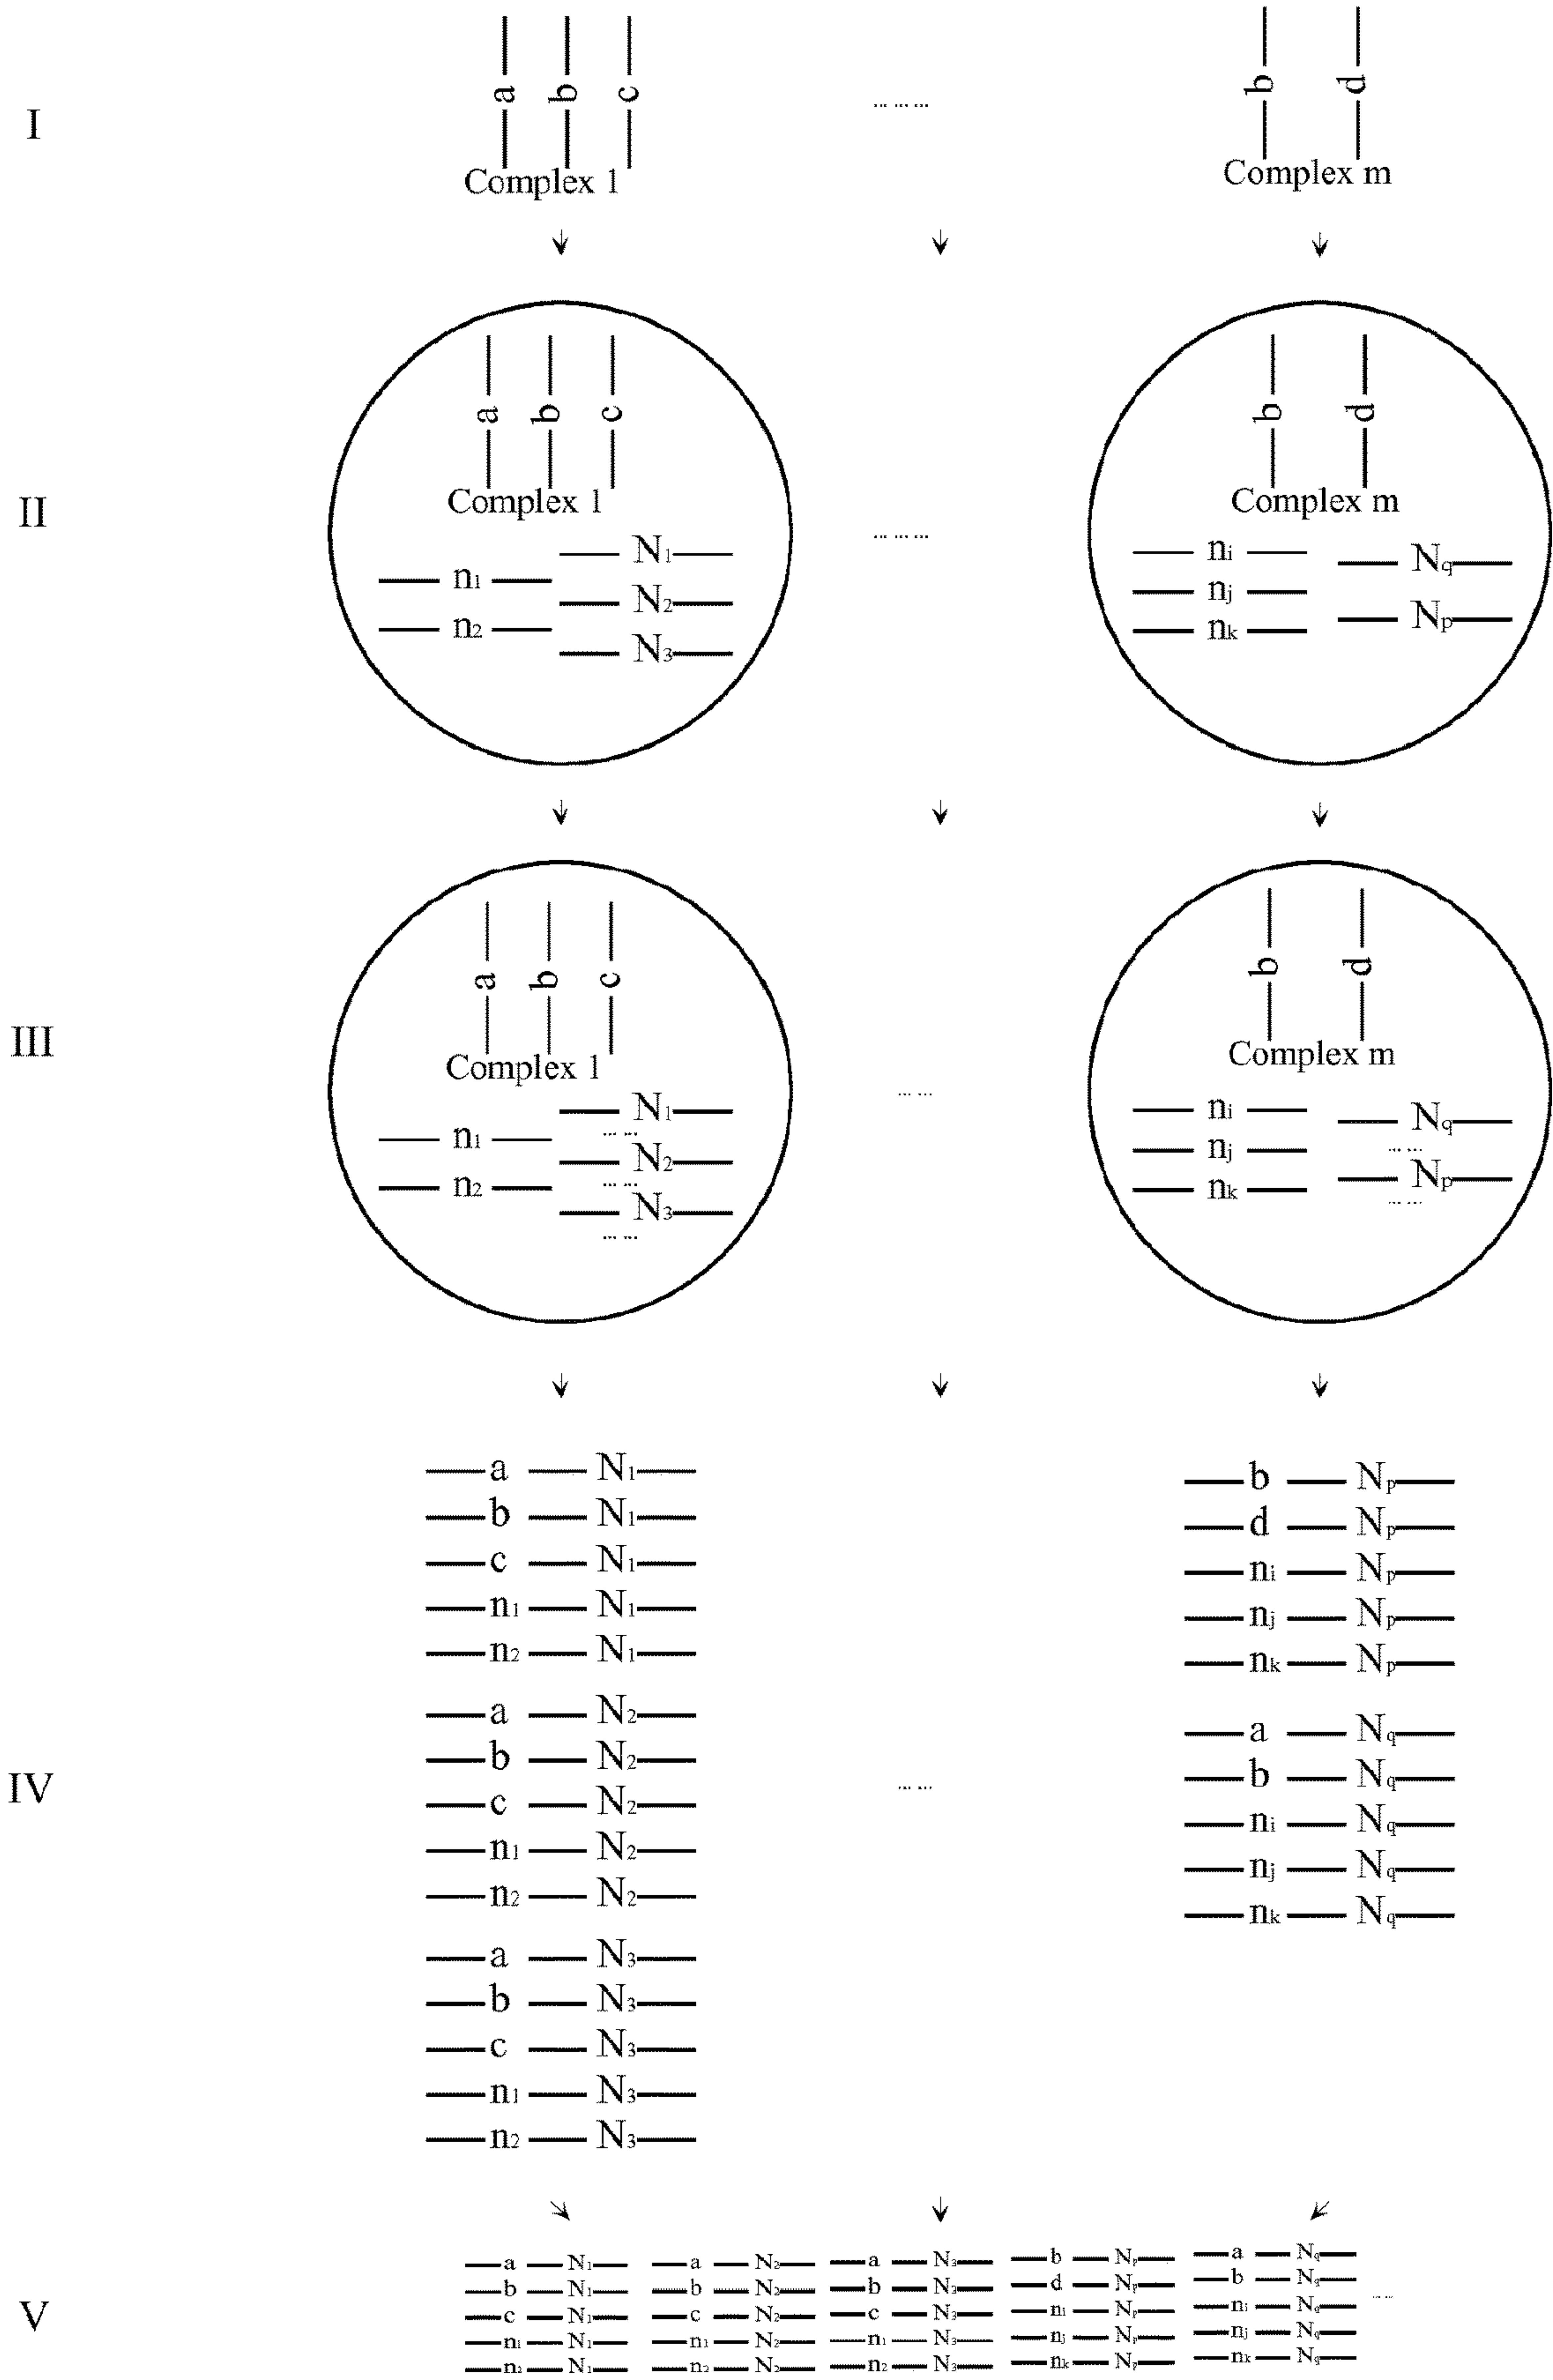 I
a b c
Complex 1
... ... ...
b d
Complex m
II
a b c
Complex 1
N1
n1
N2
n2
N3
... ... ...
b d
Complex m
ni
Nq
nj
Np
nk
III
a b c
Complex 1
N1
... ...
n1
N2
... ...
n2
N3
... ...
... ...
b d
Complex m
ni
Nq
... ...
nj
Np
... ...
nk
IV
a N1
b N1
c N1
n1 N1
n2 N1
a N2
b N2
c N2
n1 N2
n2 N2
a N3
b N3
c N3
n1 N3
n2 N3
... ...
b Np
d Np
ni Np
nj Np
nk Np
a Nq
b Nq
ni Nq
nj Nq
nk Nq
V
a N1 a N2 a N3 b Np a Nq
b N1 b N2 b N3 d Np b Nq
c N1 c N2 c N3 ni Np ni Nq ... ...
n1 N1 n1 N2 n1 N3 nj Np nj Nq
n2 N1 n2 N2 n2 N3 nk Np nk Nq